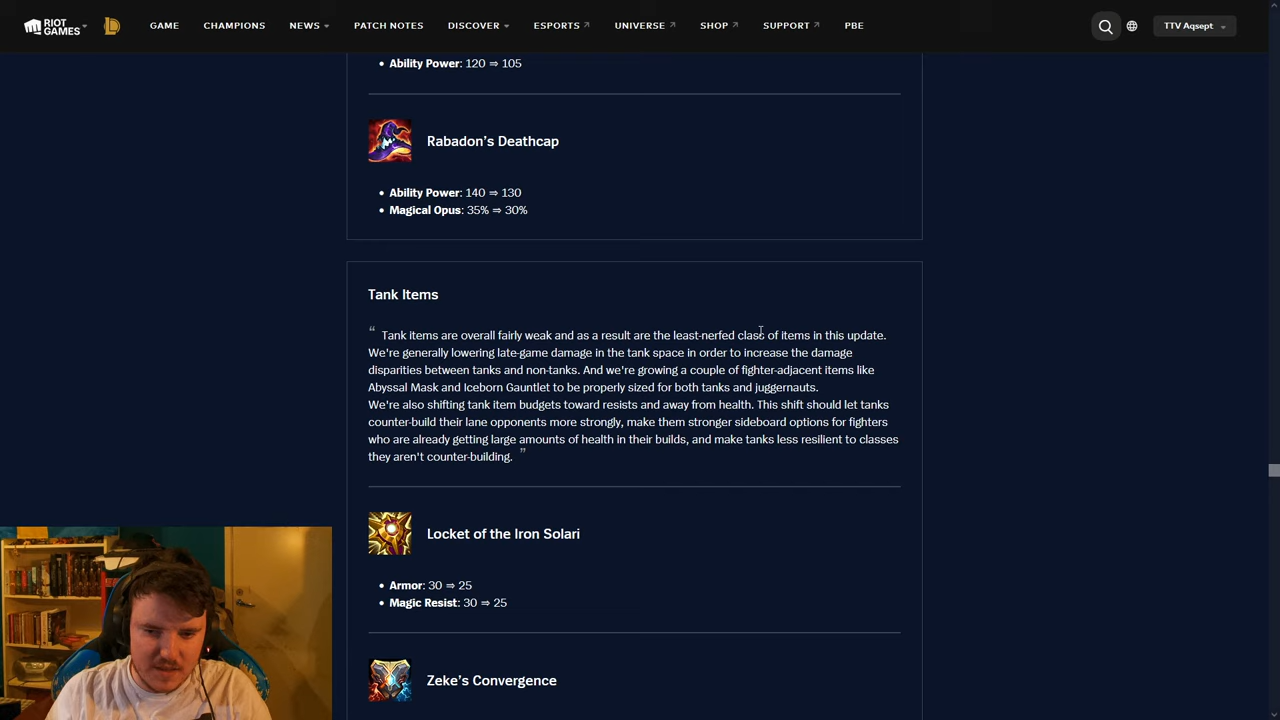 RIOT GAMES
GAME
CHAMPIONS
NEWS
PATCH NOTES
DISCOVER
ESPORTS
UNIVERSE
SHOP
SUPPORT
PBE
TTV Aqsept
• Ability Power: 120 ⇒ 105
Rabadon's Deathcap
• Ability Power: 140 ⇒ 130
• Magical Opus: 35% ⇒ 30%
Tank Items
“ Tank items are overall fairly weak and as a result are the least-nerfed class of items in this update.
We're generally lowering late-game damage in the tank space in order to increase the damage
disparities between tanks and non-tanks. And we're growing a couple of fighter-adjacent items like
Abyssal Mask and Iceborn Gauntlet to be properly sized for both tanks and juggernauts.
We're also shifting tank item budgets toward resists and away from health. This shift should let tanks
counter-build their lane opponents more strongly, make them stronger sideboard options for fighters
who are already getting large amounts of health in their builds, and make tanks less resilient to classes
they aren't counter-building. ”
Locket of the Iron Solari
• Armor: 30 ⇒ 25
• Magic Resist: 30 ⇒ 25
Zeke's Convergence